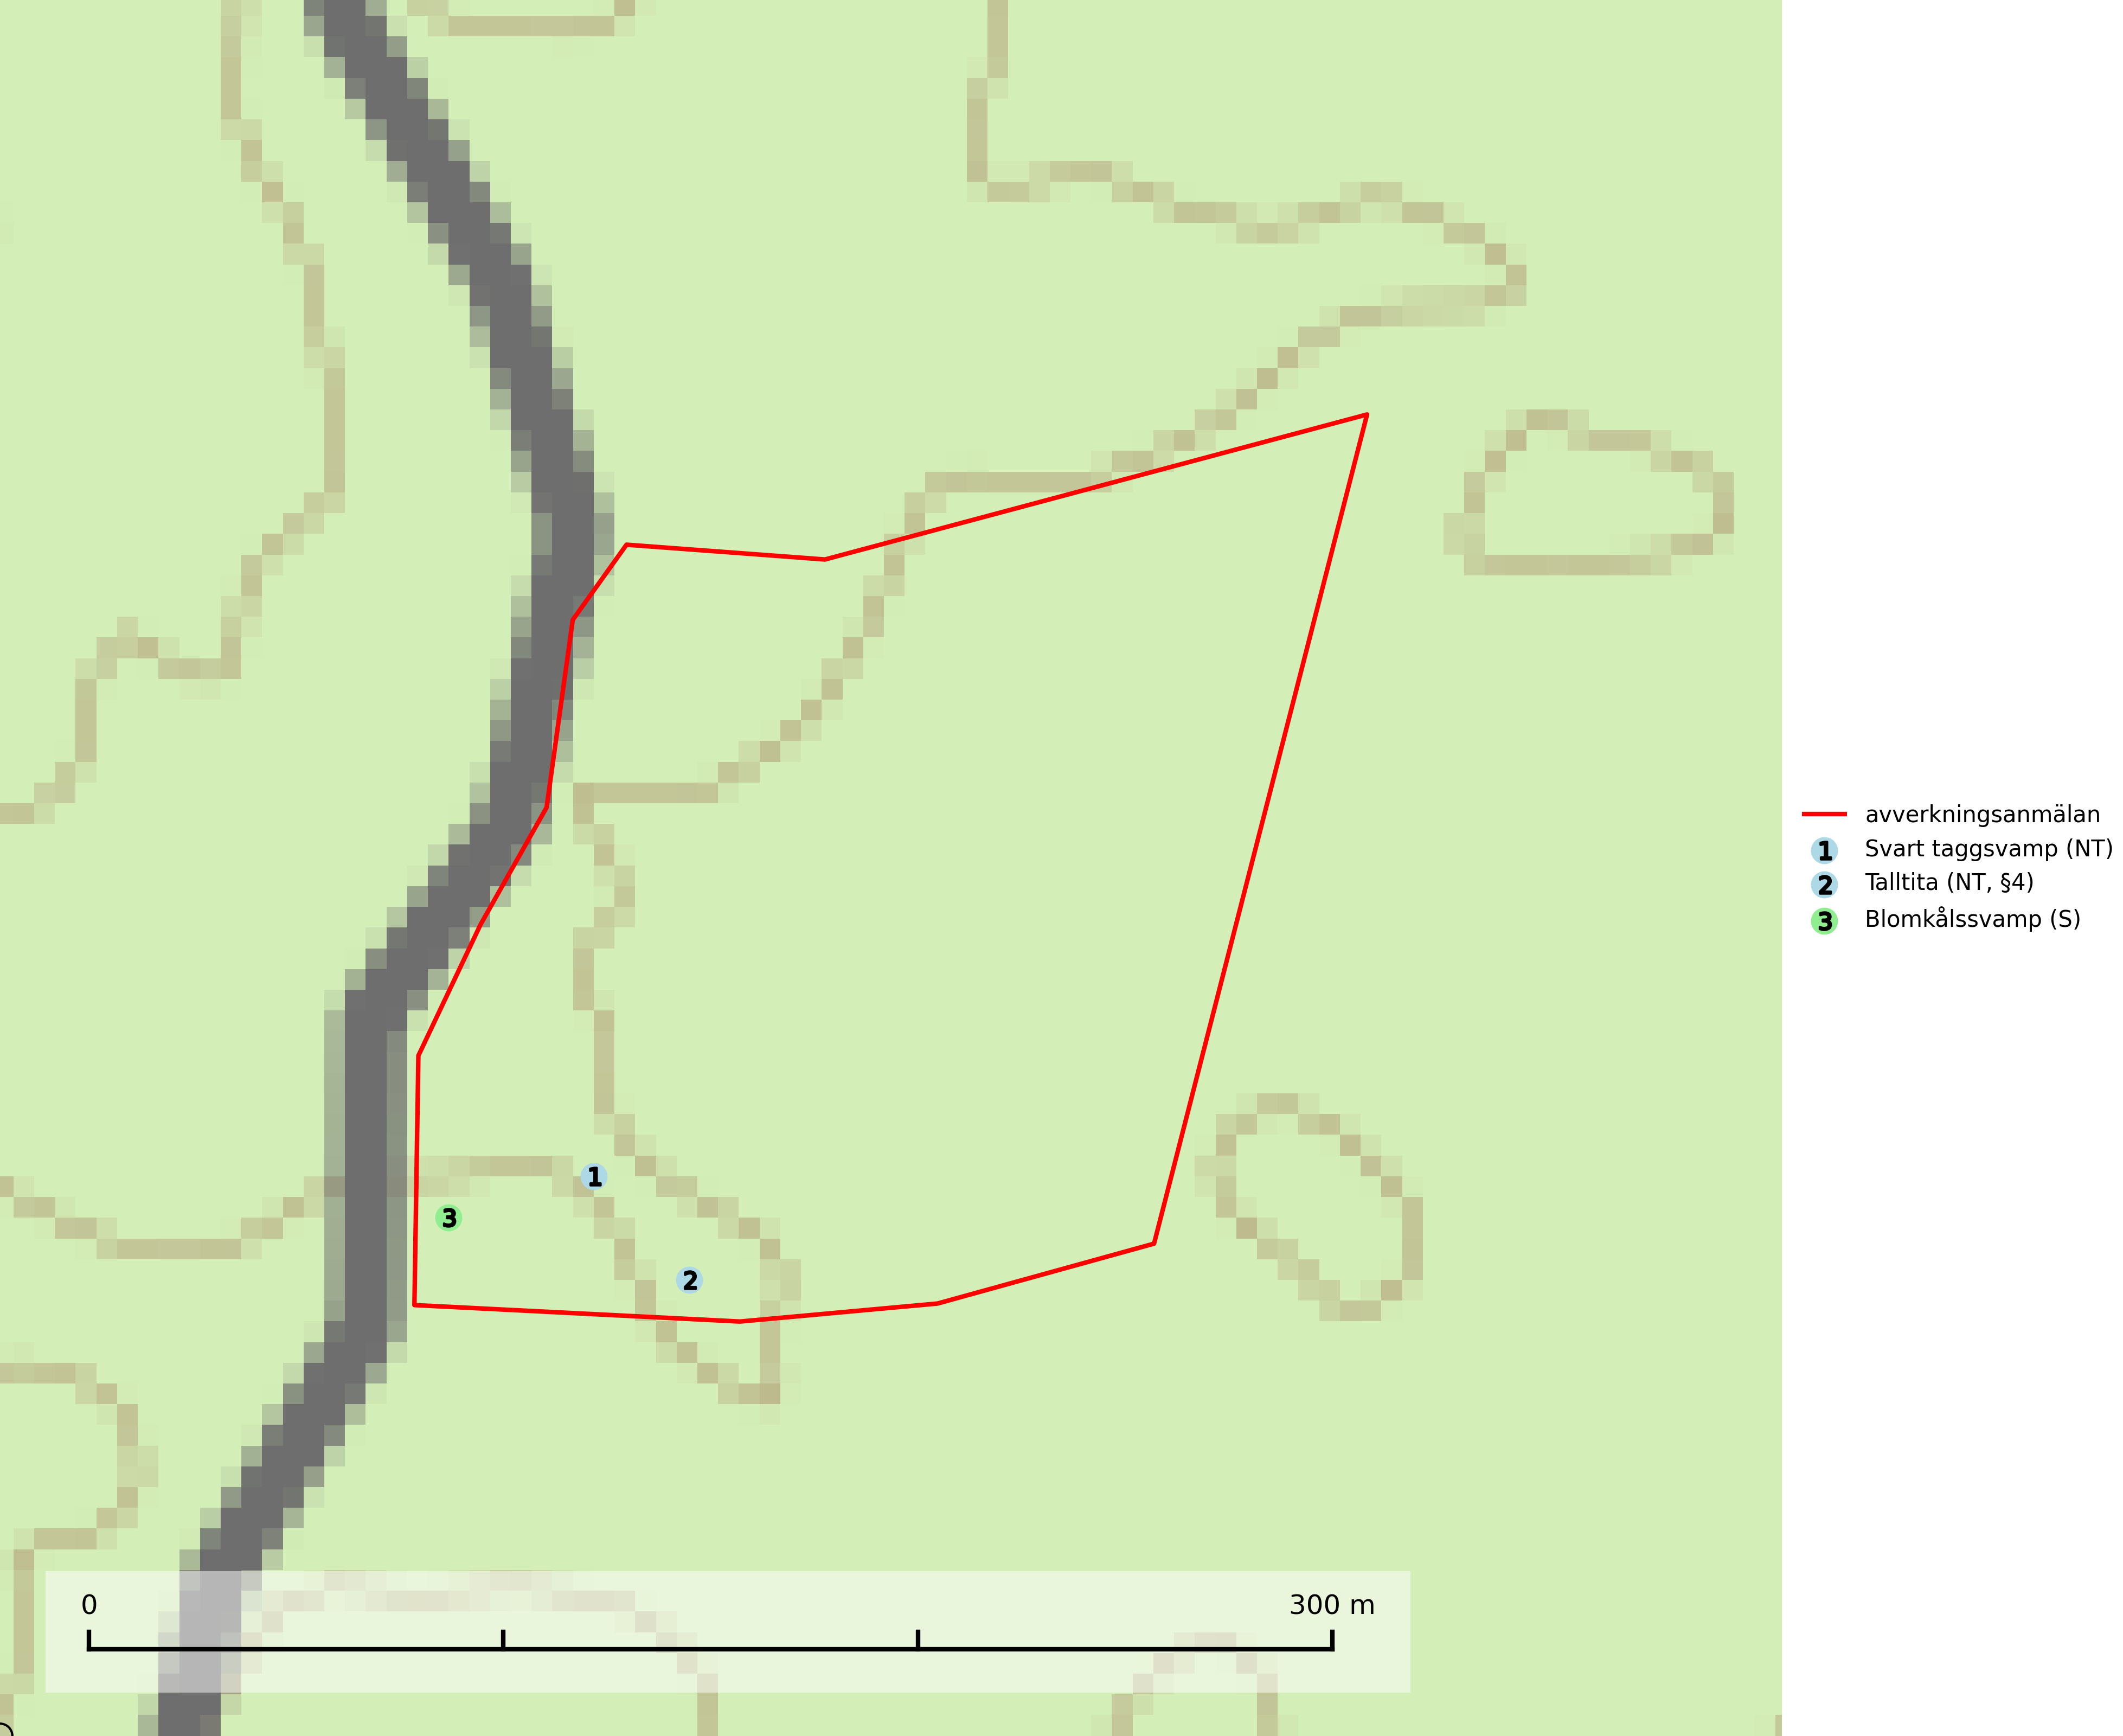 1
3
2
0 300 m
avverkningsanmälan
1 Svart taggsvamp (NT)
2 Talltita (NT, §4)
3 Blomkålssvamp (S)